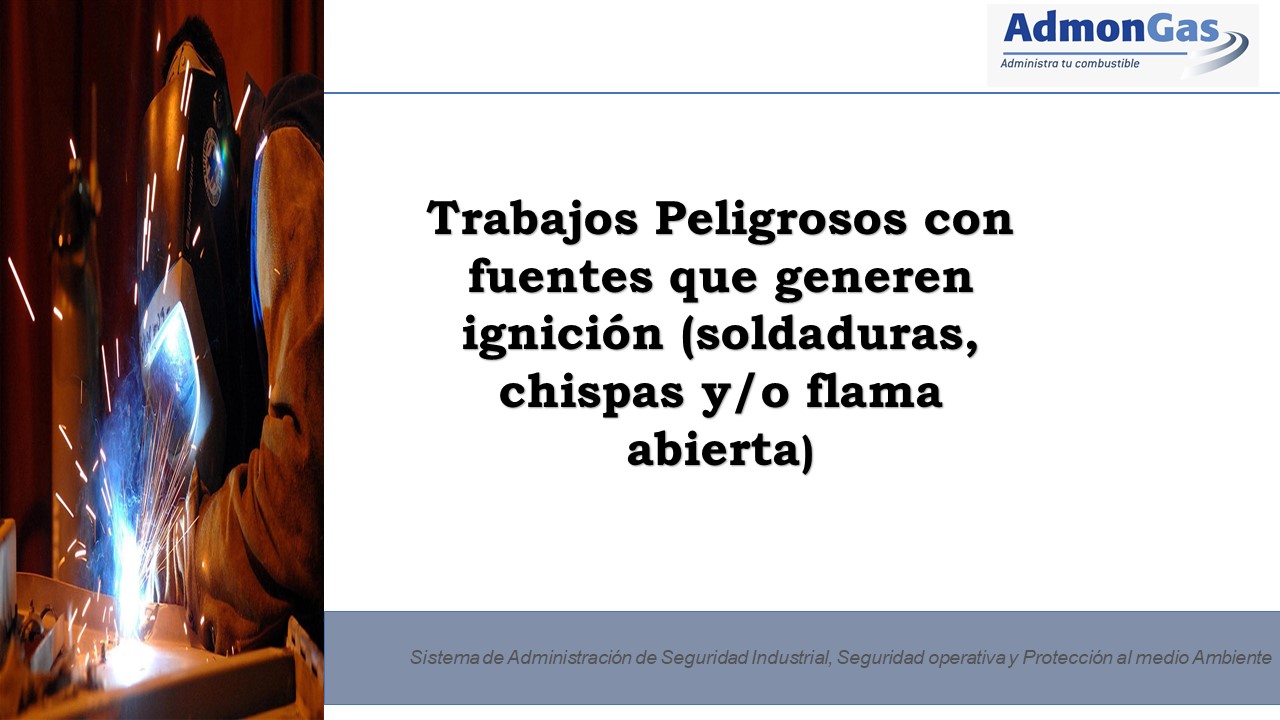 AdmonGas
Administra tu combustible
Trabajos Peligrosos con
fuentes que generen
ignición (soldaduras,
chispas y/o flama
abierta)
Sistema de Administración de Seguridad Industrial, Seguridad operativa y Protección al medio Ambiente